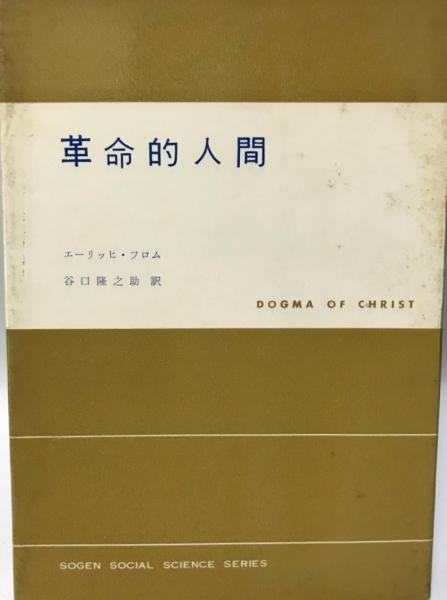 革命的人間
エーリッヒ・フロム
谷口隆之助 訳
DOGMA OF CHRIST
SOGEN SOCIAL SCIENCE SERIES